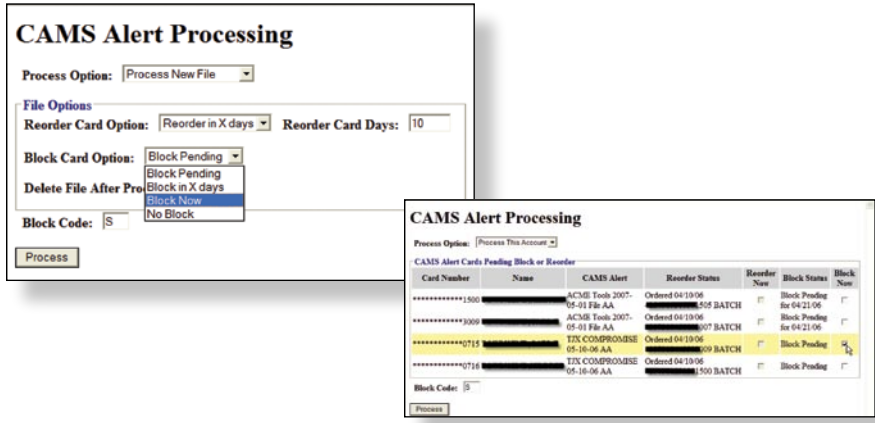 CAMS Alert Processing
Process Option: Process New File
File Options
Reorder Card Option: Reorder in X days Reorder Card Days: 10
Block Card Option: Block Pending
Block Pending
Block in X days
Delete File After Pro
Block Now
No Block
Block Code: S
Process
CAMS Alert Processing
Process Option: Process This Account
CAMS Alert Cards Pending Block or Reorder
Card Number Name CAMS Alert Reorder Status Reorder Now Block Status Block Now
************1500 ACME Tools 2007- Ordered 04/10/06 Block Pending
05-01 File AA 505 BATCH for 04/21/06
************3009 ACME Tools 2007- Ordered 04/10/06 Block Pending
05-01 File AA 007 BATCH for 04/21/06
************0715 TJX COMPROMISE Ordered 04/10/06 Block Pending
05-10-06 AA 009 BATCH
************0716 TJX COMPROMISE Ordered 04/10/06 Block Pending
05-10-06 AA 1500 BATCH
Block Code: S
Process